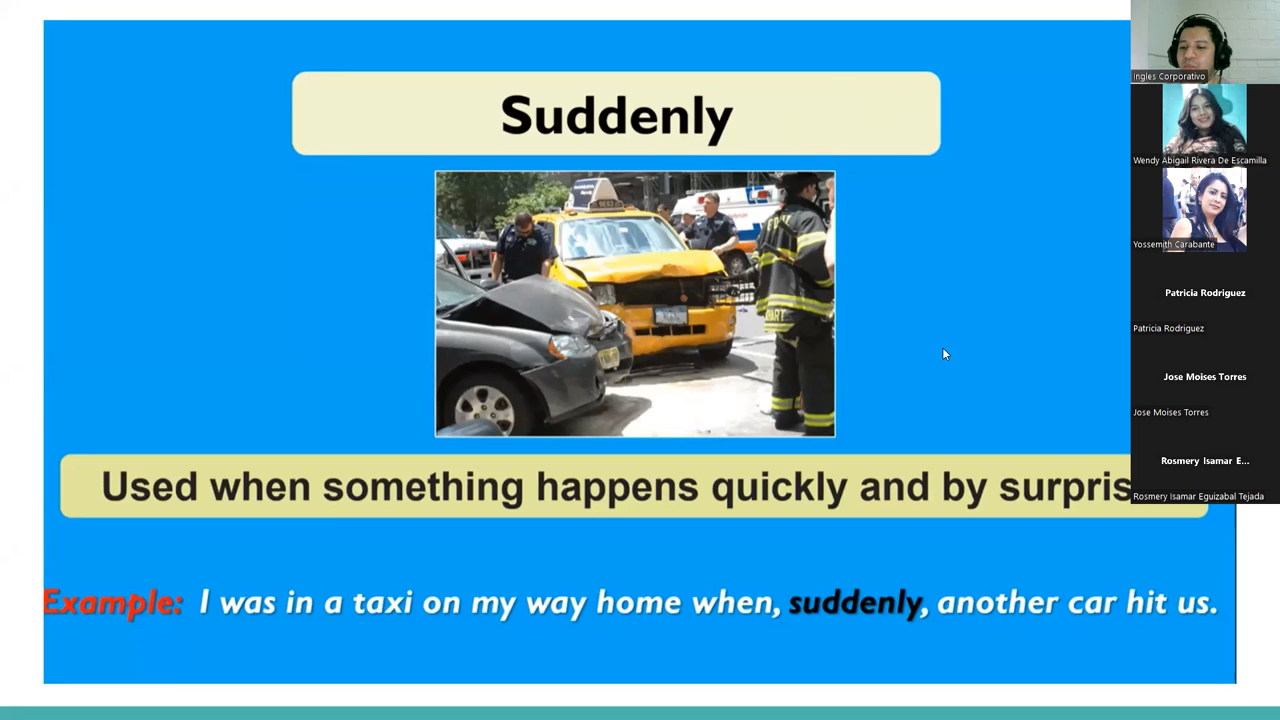 Suddenly
Used when something happens quickly and by surpris
Example: I was in a taxi on my way home when, suddenly, another car hit us.
Ingles Corporativo
Wendy Abigail Rivera De Escamilla
Yossemith Carabante
Patricia Rodriguez
Patricia Rodriguez
Jose Moises Torres
Jose Moises Torres
Rosmery Isamar E...
Rosmery Isamar Eguizabal Tejada